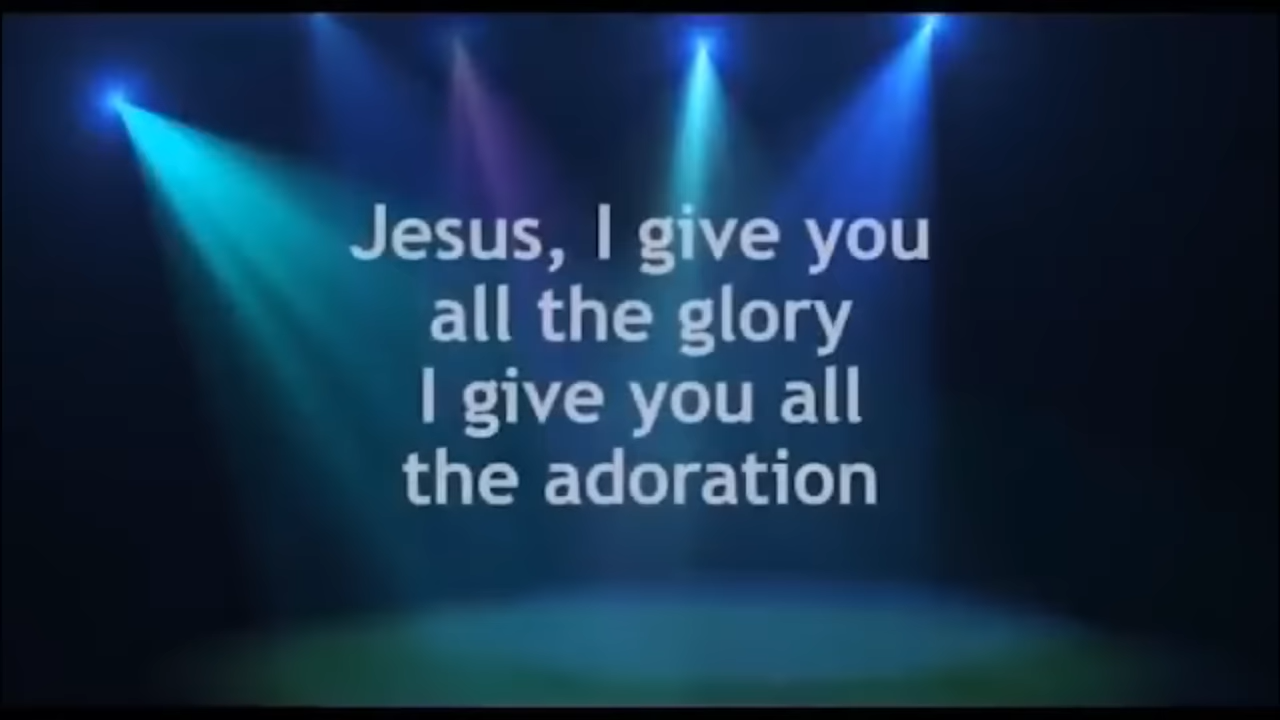 Jesus, I give you
all the glory
I give you all
the adoration